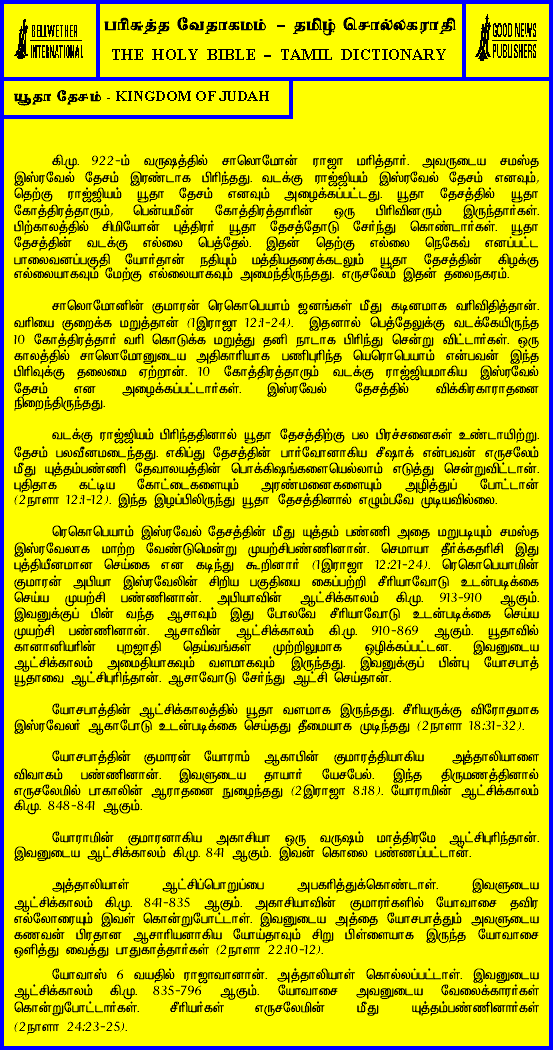 BELLWETHER
INTERNATIONAL
பரிசுத்த வேதாகமம் - தமிழ் சொல்லகராதி
THE HOLY BIBLE - TAMIL DICTIONARY
GOOD NEWS
PUBLISHERS
யூதா தேசம் - KINGDOM OF JUDAH
கி.மு. 922-ம் வருஷத்தில் சாலொமோன் ராஜா மரித்தார். அவருடைய சமஸ்த
இஸ்ரவேல் தேசம் இரண்டாக பிரிந்தது. வடக்கு ராஜ்ஜியம் இஸ்ரவேல் தேசம் எனவும்,
தெற்கு ராஜ்ஜியம் யூதா தேசம் எனவும் அழைக்கப்பட்டது. யூதா தேசத்தில் யூதா
கோத்திரத்தாரும், பென்யமீன் கோத்திரத்தாரின் ஒரு பிரிவினரும் இருந்தார்கள்.
பிற்காலத்தில் சிமியோன் புத்திரர் யூதா தேசத்தோடு சேர்ந்து கொண்டார்கள். யூதா
தேசத்தின் வடக்கு எல்லை பெத்தேல். இதன் தெற்கு எல்லை நெகேவ் எனப்பட்ட
பாலைவனப்பகுதி யோர்தான் நதியும் மத்தியதரைக்கடலும் யூதா தேசத்தின் கிழக்கு
எல்லையாகவும் மேற்கு எல்லையாகவும் அமைந்திருந்தது. எருசலேம் இதன் தலைநகரம்.
சாலொமோனின் குமாரன் ரெகொபெயாம் ஜனங்கள் மீது கடினமாக வரிவிதித்தான்.
வரியை குறைக்க மறுத்தான் (1இராஜா 12:1-24). இதனால் பெத்தேலுக்கு வடக்கேயிருந்த
10 கோத்திரத்தார் வரி கொடுக்க மறுத்து தனி நாடாக பிரிந்து சென்று விட்டார்கள். ஒரு
காலத்தில் சாலொமோனுடைய அதிகாரியாக பணிபுரிந்த யெரொபெயாம் என்பவன் இந்த
பிரிவுக்கு தலைமை ஏற்றான். 10 கோத்திரத்தாரும் வடக்கு ராஜ்ஜியமாகிய இஸ்ரவேல்
தேசம் என அழைக்கப்பட்டார்கள். இஸ்ரவேல் தேசத்தில் விக்கிரகாராதனை
நிறைந்திருந்தது.
வடக்கு ராஜ்ஜியம் பிரிந்ததினால் யூதா தேசத்திற்கு பல பிரச்சனைகள் உண்டாயிற்று.
தேசம் பலவீனமடைந்தது. எகிப்து தேசத்தின் பார்வோனாகிய சீஷாக் என்பவன் எருசலேம்
மீது யுத்தம்பண்ணி தேவாலயத்தின் பொக்கிஷங்களையெல்லாம் எடுத்து சென்றுவிட்டான்.
புதிதாக கட்டிய கோட்டைகளையும் அரண்மனைகளையும் அழித்துப் போட்டான்
(2நாளா 12:1-12). இந்த இழப்பிலிருந்து யூதா தேசத்தினால் எழும்பவே முடியவில்லை.
ரெகொபெயாம் இஸ்ரவேல் தேசத்தின் மீது யுத்தம் பண்ணி அதை மறுபடியும் சமஸ்த
இஸ்ரவேலாக மாற்ற வேண்டுமென்று முயற்சிபண்ணினான். செமாயா தீர்க்கதரிசி இது
புத்தியீனமான செய்கை என கடிந்து கூறினார் (1இராஜா 12:21-24). ரெகொபெயாமின்
குமாரன் அபியா இஸ்ரவேலின் சிறிய பகுதியை கைப்பற்றி சீரியாவோடு உடன்படிக்கை
செய்ய முயற்சி பண்ணினான். அபியாவின் ஆட்சிக்காலம் கி.மு. 913-910 ஆகும்.
இவனுக்குப் பின் வந்த ஆசாவும் இது போலவே சீரியாவோடு உடன்படிக்கை செய்ய
முயற்சி பண்ணினான். ஆசாவின் ஆட்சிக்காலம் கி.மு. 910-869 ஆகும். யூதாவில்
கானானியரின் புறஜாதி தெய்வங்கள் முற்றிலுமாக ஒழிக்கப்பட்டன. இவனுடைய
ஆட்சிக்காலம் அமைதியாகவும் வளமாகவும் இருந்தது. இவனுக்குப் பின்பு யோசபாத்
யூதாவை ஆட்சிபுரிந்தான். ஆசாவோடு சேர்ந்து ஆட்சி செய்தான்.
யோசபாத்தின் ஆட்சிக்காலத்தில் யூதா வளமாக இருந்தது. சீரியருக்கு விரோதமாக
இஸ்ரவேலர் ஆகாபோடு உடன்படிக்கை செய்தது தீமையாக முடிந்தது (2நாளா 18:31-32).
யோசபாத்தின் குமாரன் யோராம் ஆகாபின் குமாரத்தியாகிய அத்தாலியாளை
விவாகம் பண்ணினான். இவளுடைய தாயார் யேசபேல். இந்த திருமணத்தினால்
எருசலேமில் பாகாலின் ஆராதனை நுழைந்தது (2இராஜா 8:18). யோராமின் ஆட்சிக்காலம்
கி.மு. 848-841 ஆகும்.
யோராமின் குமாரனாகிய அகாசியா ஒரு வருஷம் மாத்திரமே ஆட்சிபுரிந்தான்.
இவனுடைய ஆட்சிக்காலம் கி.மு. 841 ஆகும். இவன் கொலை பண்ணப்பட்டான்.
அத்தாலியாள் ஆட்சிப்பொறுப்பை அபகரித்துக்கொண்டாள். இவளுடைய
ஆட்சிக்காலம் கி.மு. 841-835 ஆகும். அகாசியாவின் குமாரர்களில் யோவாசை தவிர
எல்லோரையும் இவள் கொன்றுபோட்டாள். இவனுடைய அத்தை யோசபாத்தும் அவளுடைய
கணவன் பிரதான ஆசாரியனாகிய யோய்தாவும் சிறு பிள்ளையாக இருந்த யோவாசை
ஒளித்து வைத்து பாதுகாத்தார்கள் (2நாளா 22:10-12).
யோவாஸ் 6 வயதில் ராஜாவானான். அத்தாலியாள் கொல்லப்பட்டாள். இவனுடைய
ஆட்சிக்காலம் கி.மு. 835-796 ஆகும். யோவாசை அவனுடைய வேலைக்காரர்கள்
கொன்றுபோட்டார்கள். சீரியர்கள் எருசலேமின் மீது யுத்தம்பண்ணினார்கள்
(2நாளா 24:23-25).